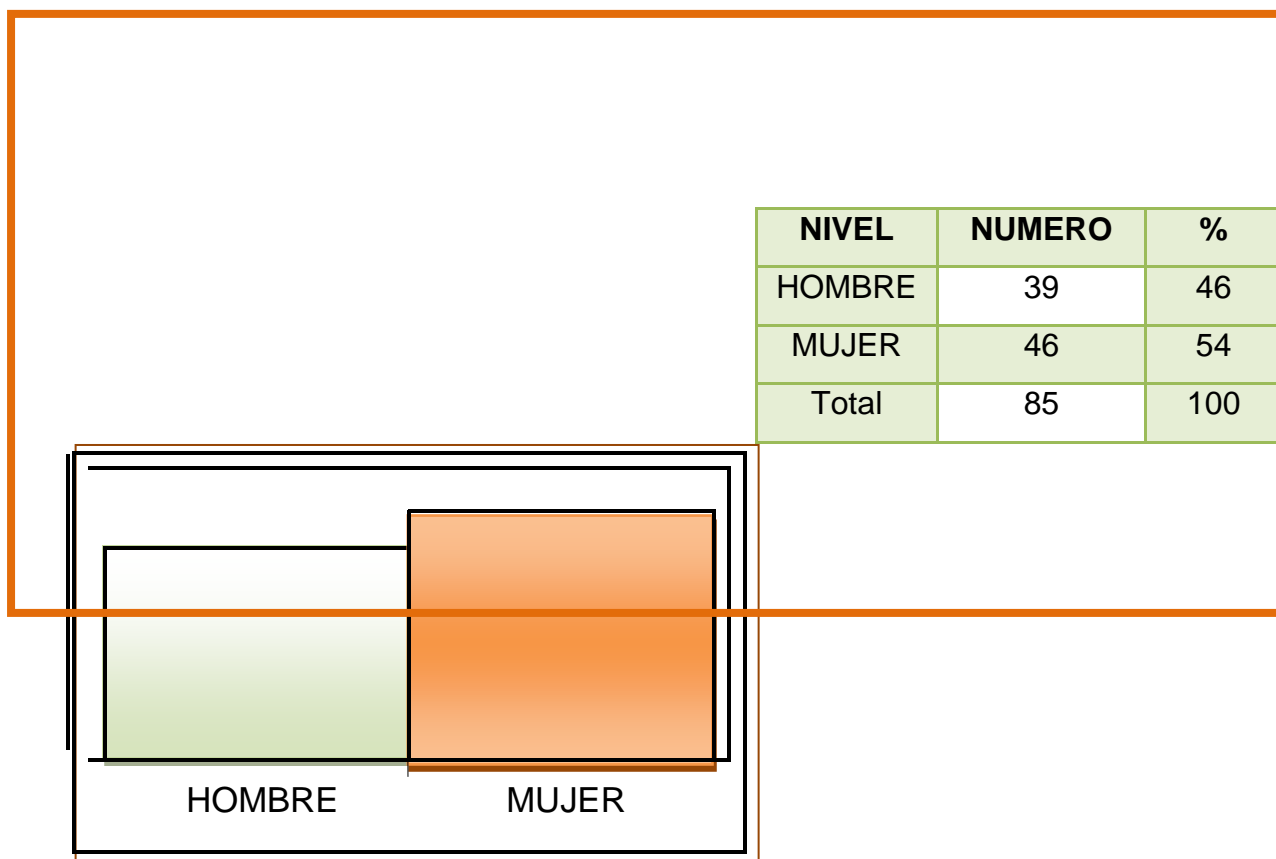 NIVEL NUMERO %
HOMBRE 39 46
MUJER 46 54
Total 85 100
HOMBRE MUJER